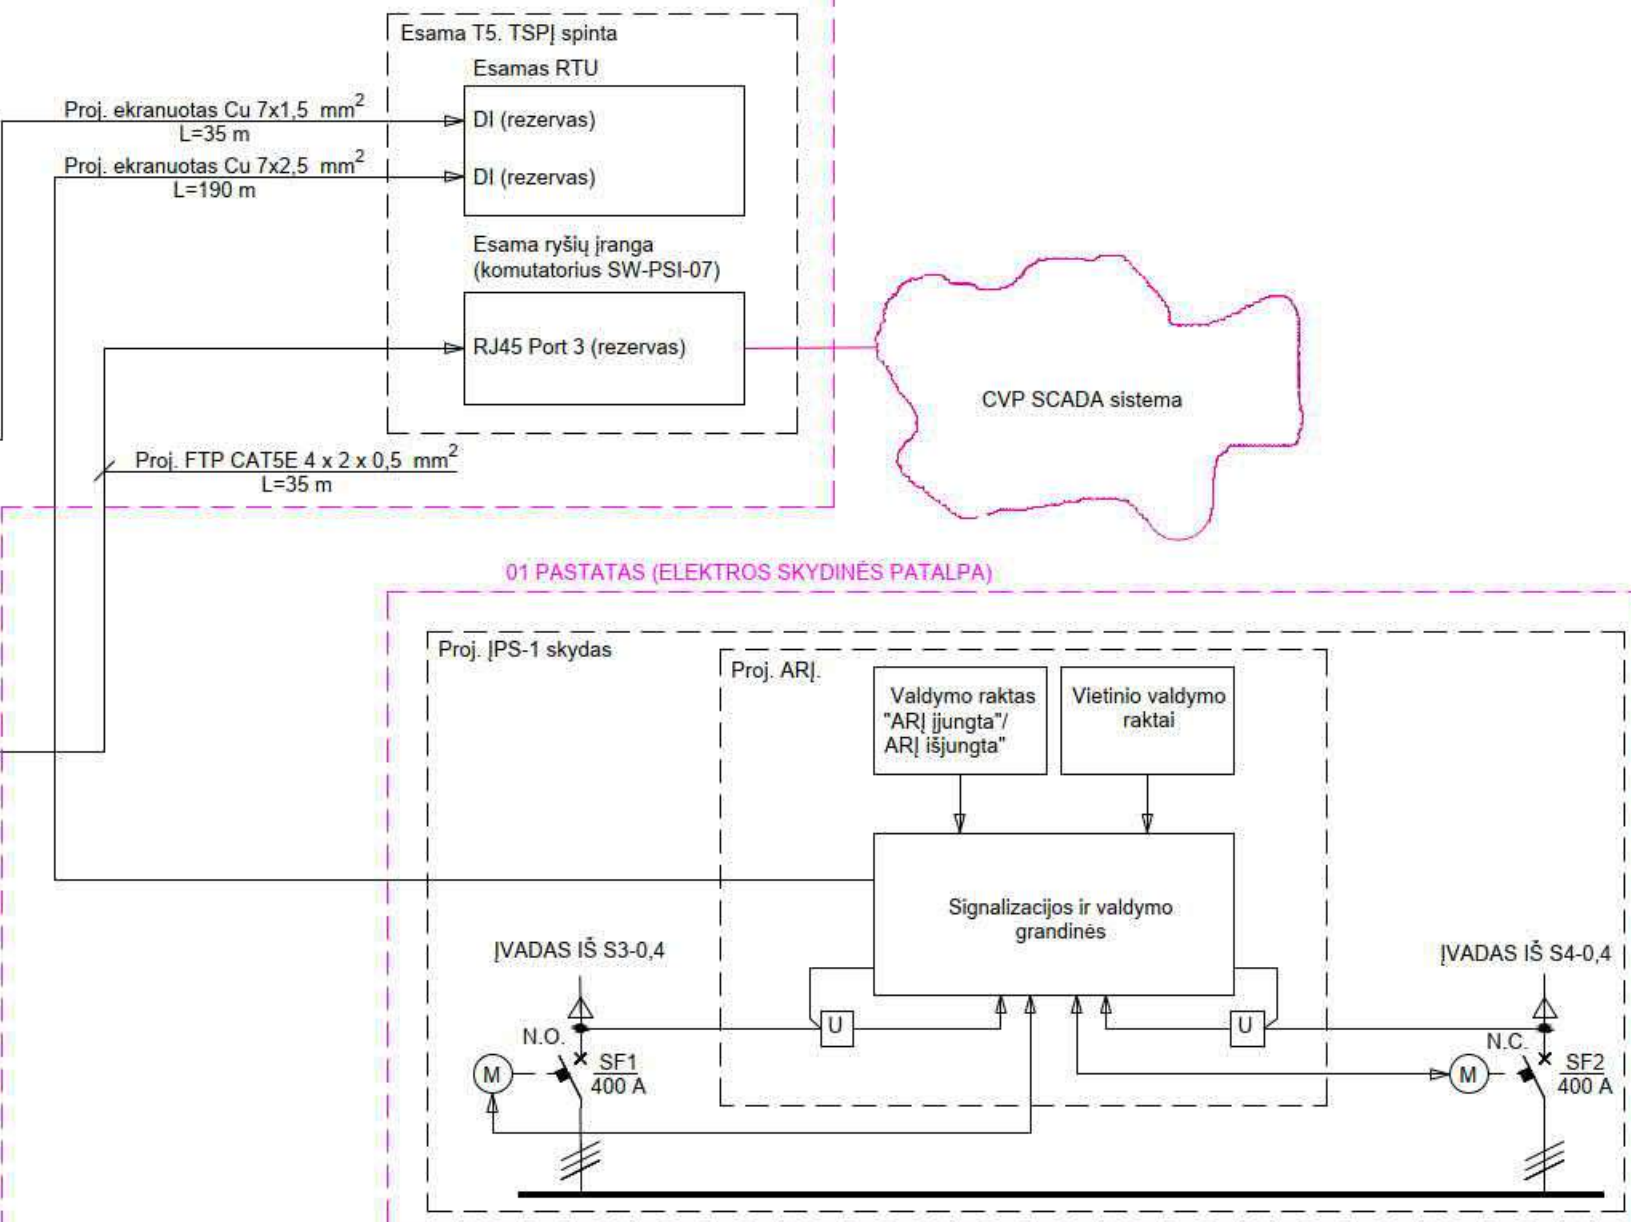 Esama T5. TSPĮ spinta
Esamas RTU
Proj. ekranuotas Cu 7x1,5 mm²
L=35 m
DI (rezervas)
Proj. ekranuotas Cu 7x2,5 mm²
L=190 m
DI (rezervas)
Esama ryšių įranga
(komutatorius SW-PSI-07)
RJ45 Port 3 (rezervas)
CVP SCADA sistema
Proj. FTP CAT5E 4 x 2 x 0,5 mm²
L=35 m
01 PASTATAS (ELEKTROS SKYDINĖS PATALPA)
Proj. ĮPS-1 skydas
Proj. ARĮ.
Valdymo raktas
"ARĮ įjungta"/
ARĮ išjungta"
Vietinio valdymo
raktai
Signalizacijos ir valdymo
grandinės
ĮVADAS IŠ S3-0,4
ĮVADAS IŠ S4-0,4
U
U
N.O.
N.C.
M
SF1
400 A
M
SF2
400 A